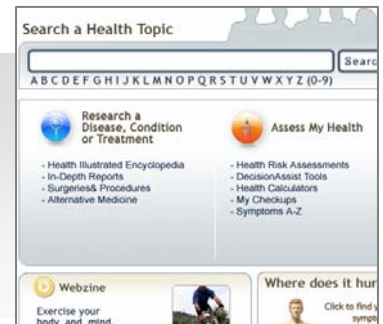 Search a Health Topic
Searc
A B C D E F G H I J K L M N O P Q R S T U V W X Y Z (0-9)
Research a
Disease, Condition
or Treatment
- Health Illustrated Encyclopedia
- In-Depth Reports
- Surgeries& Procedures
- Alternative Medicine
Assess My Health
- Health Risk Assessments
- DecisionAssist Tools
- Health Calculators
- My Checkups
- Symptoms A-Z
Webzine
Exercise your
body and mind
Where does it hur
Click to find y
sympt